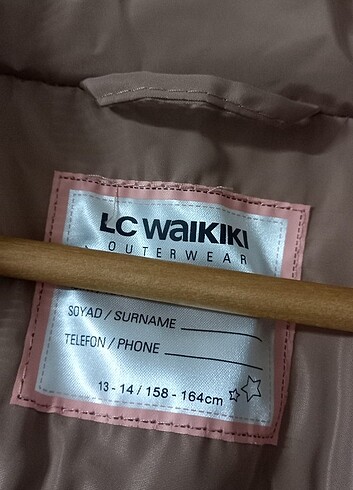 LC WAIKIKI
OUTERWEAR
SOYAD / SURNAME
TELEFON / PHONE
13 - 14 / 158 - 164cm